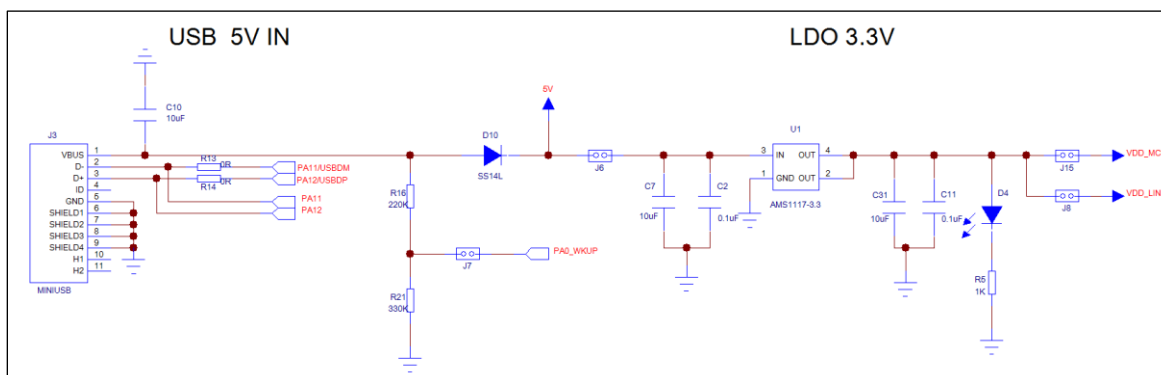 USB 5V IN
LDO 3.3V
C10
10uF
J3
VBUS 1
D- 2
D+ 3
ID 4
GND 5
SHIELD1 6
SHIELD2 7
SHIELD3 8
SHIELD4 9
H1 10
H2 11
MINIUSB
R13 0R
R14 0R
PA11/USBDM
PA12/USBDP
PA11
PA12
R16
220K
R21
330K
J7
PA0_WKUP
D10
SS14L
5V
J6
C7
10uF
C2
0.1uF
U1
3 IN OUT 4
1 GND OUT 2
AMS1117-3.3
C31
10uF
C11
0.1uF
D4
R5
1K
J15
VDD_MC
J8
VDD_LIN